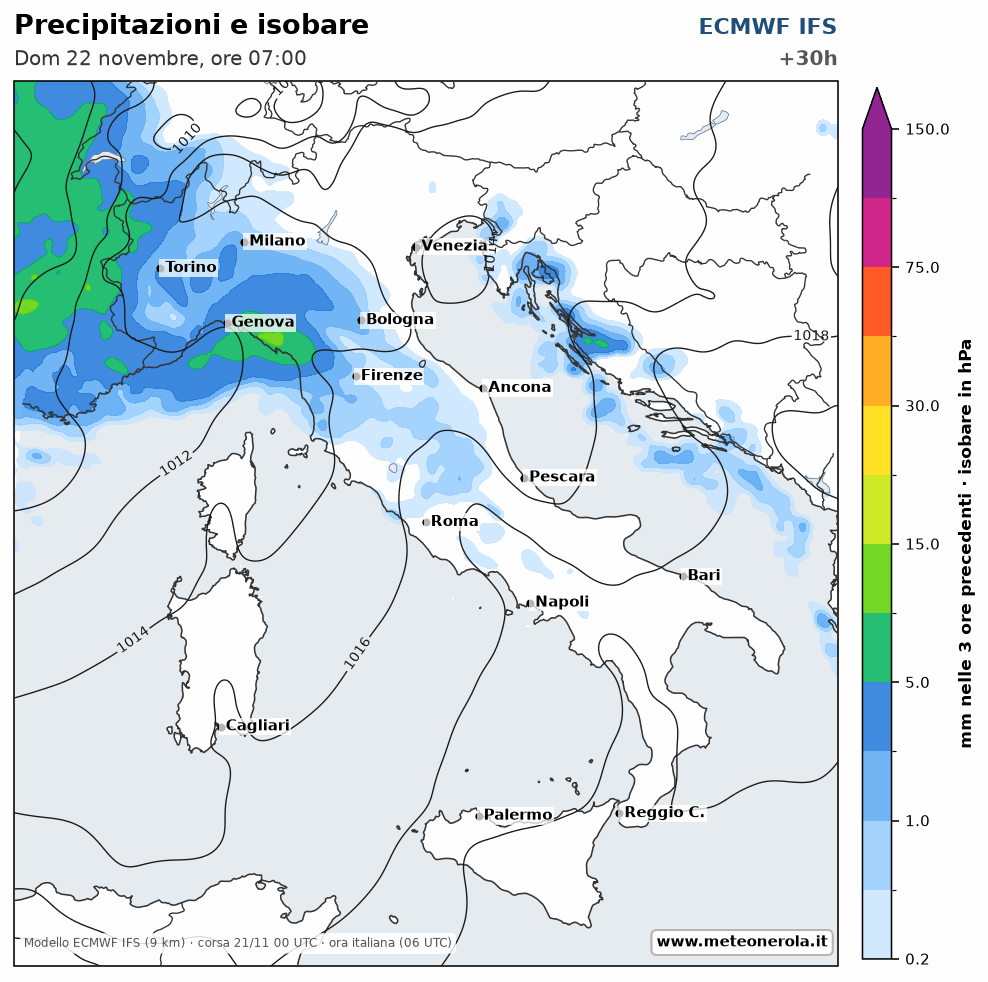 Precipitazioni e isobare
ECMWF IFS
Dom 22 novembre, ore 07:00
+30h
1010
Milano
Venezia
Torino
Genova
Bologna
1018
Firenze
Ancona
1012
Pescara
Roma
Bari
Napoli
1014
1016
Cagliari
Palermo
Reggio C.
Modello ECMWF IFS (9 km) · corsa 21/11 00 UTC · ora italiana (06 UTC)
www.meteonerola.it
150.0
75.0
30.0
15.0
5.0
1.0
0.2
mm nelle 3 ore precedenti · isobare in hPa